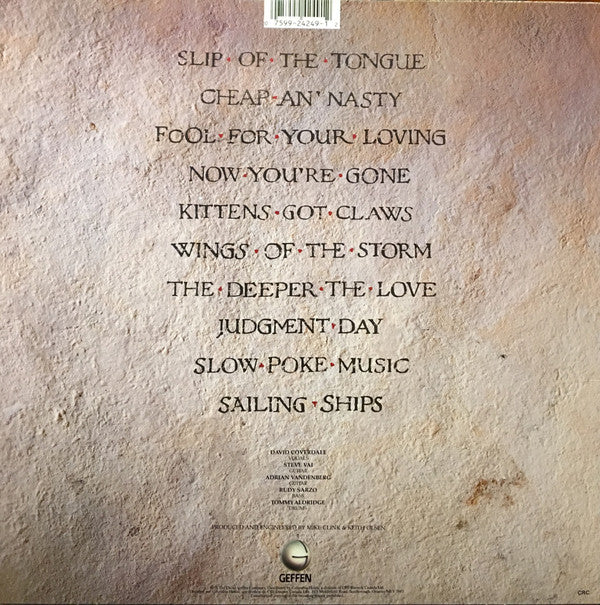 7599-24249-1
SLIP·OF·THE·TONGUE
CHEAP·AN'NASTY
FOOL·FOR·YOUR·LOVING
NOW·YOU'RE·GONE
KITTENS·GOT·CLAWS
WINGS·OF·THE·STORM
THE·DEEPER·THE·LOVE
JUDGMENT·DAY
SLOW·POKE·MUSIC
SAILING·SHIPS
DAVID COVERDALE
VOCALS
STEVE VAI
GUITAR
ADRIAN VANDENBERG
GUITAR
RUDY SARZO
BASS
TOMMY ALDRIDGE
DRUMS
PRODUCED AND ENGINEERED BY MIKE CLINK & KEITH OLSEN
GEFFEN
CRC